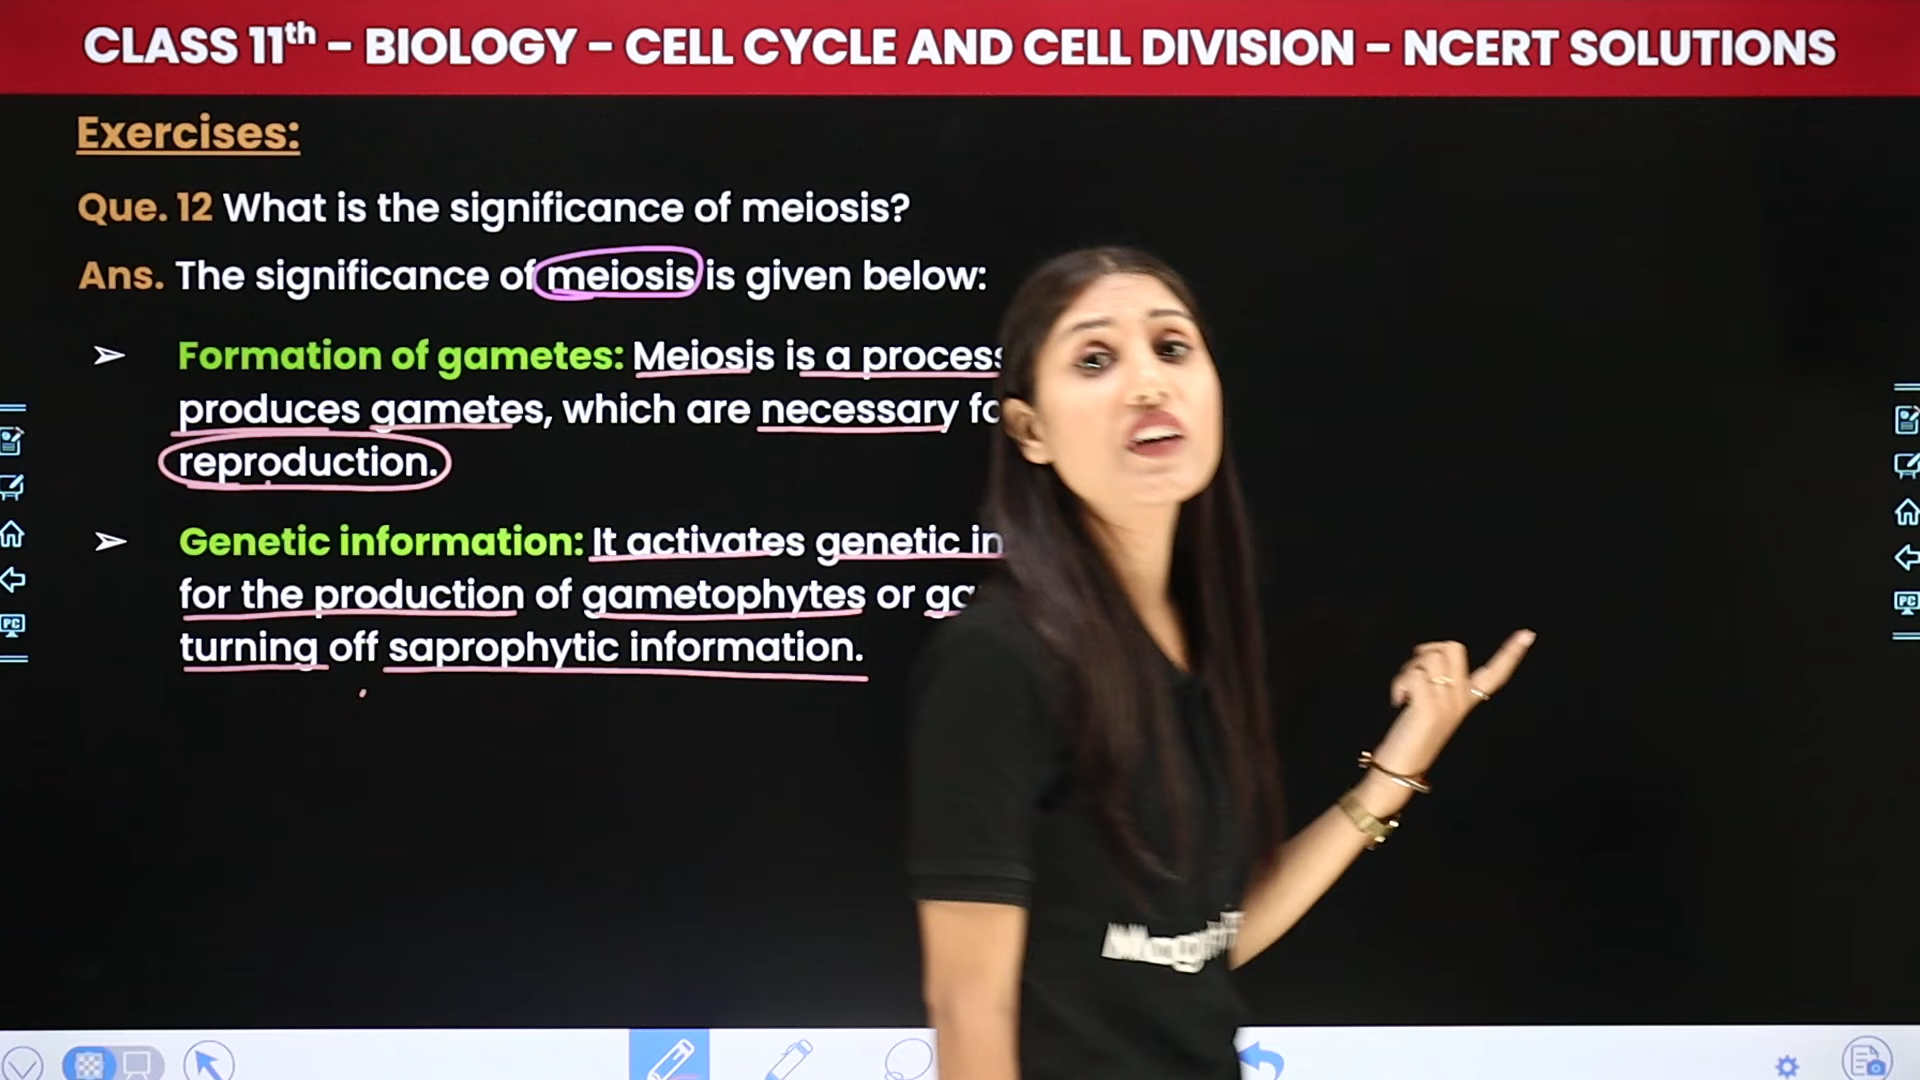 CLASS 11th – BIOLOGY – CELL CYCLE AND CELL DIVISION – NCERT SOLUTIONS
Exercises:
Que. 12 What is the significance of meiosis?
Ans. The significance of meiosis is given below:
➢ Formation of gametes: Meiosis is a process
produces gametes, which are necessary
reproduction.
➢ Genetic information: It activates genetic
for the production of gametophytes or
turning off saprophytic information.
PC
PC